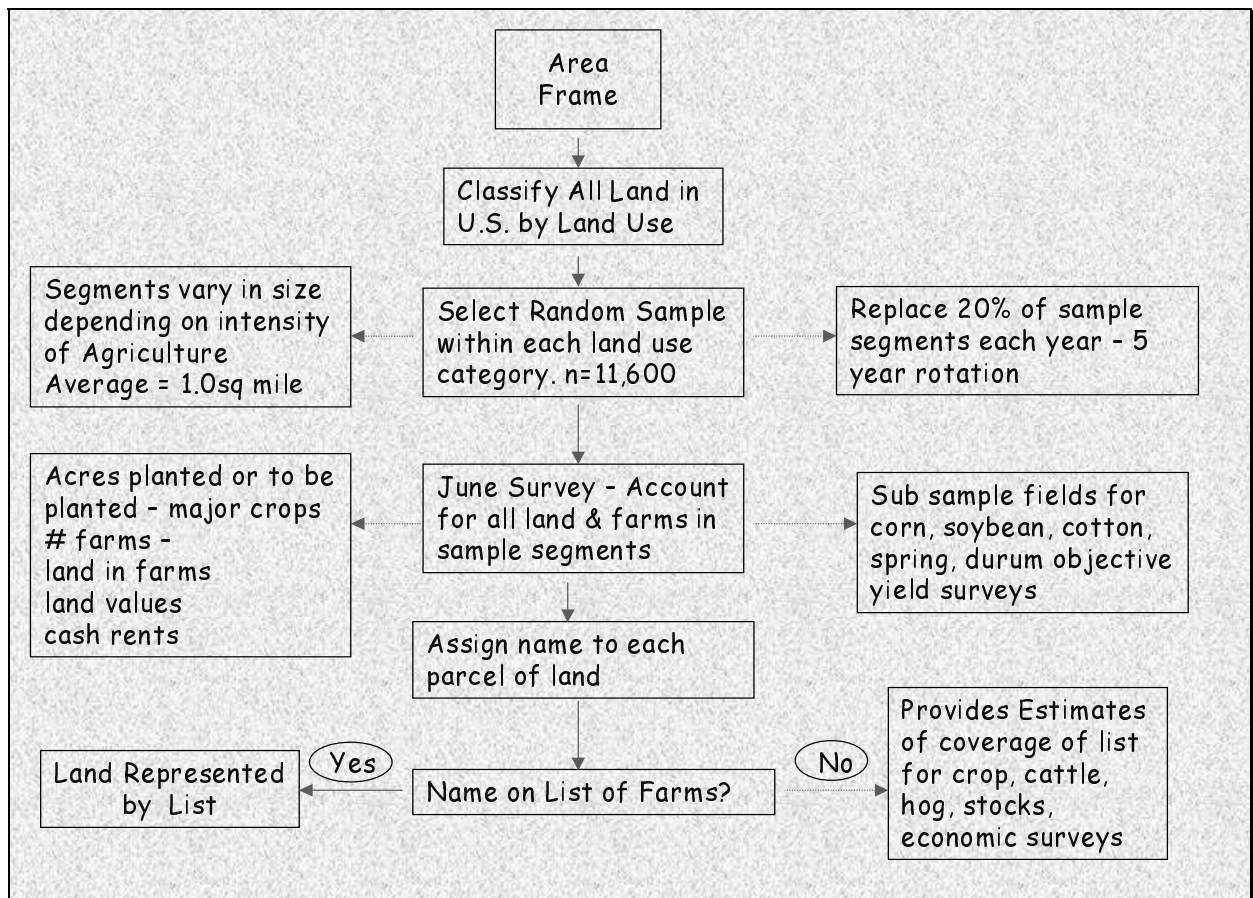 Area
Frame
Classify All Land in
U.S. by Land Use
Segments vary in size
depending on intensity
of Agriculture
Average = 1.0sq mile
Select Random Sample
within each land use
category. n=11,600
Replace 20% of sample
segments each year - 5
year rotation
Acres planted or to be
planted - major crops
# farms -
land in farms
land values
cash rents
June Survey - Account
for all land & farms in
sample segments
Sub sample fields for
corn, soybean, cotton,
spring, durum objective
yield surveys
Assign name to each
parcel of land
Land Represented
by List
Yes
Name on List of Farms?
No
Provides Estimates
of coverage of list
for crop, cattle,
hog, stocks,
economic surveys